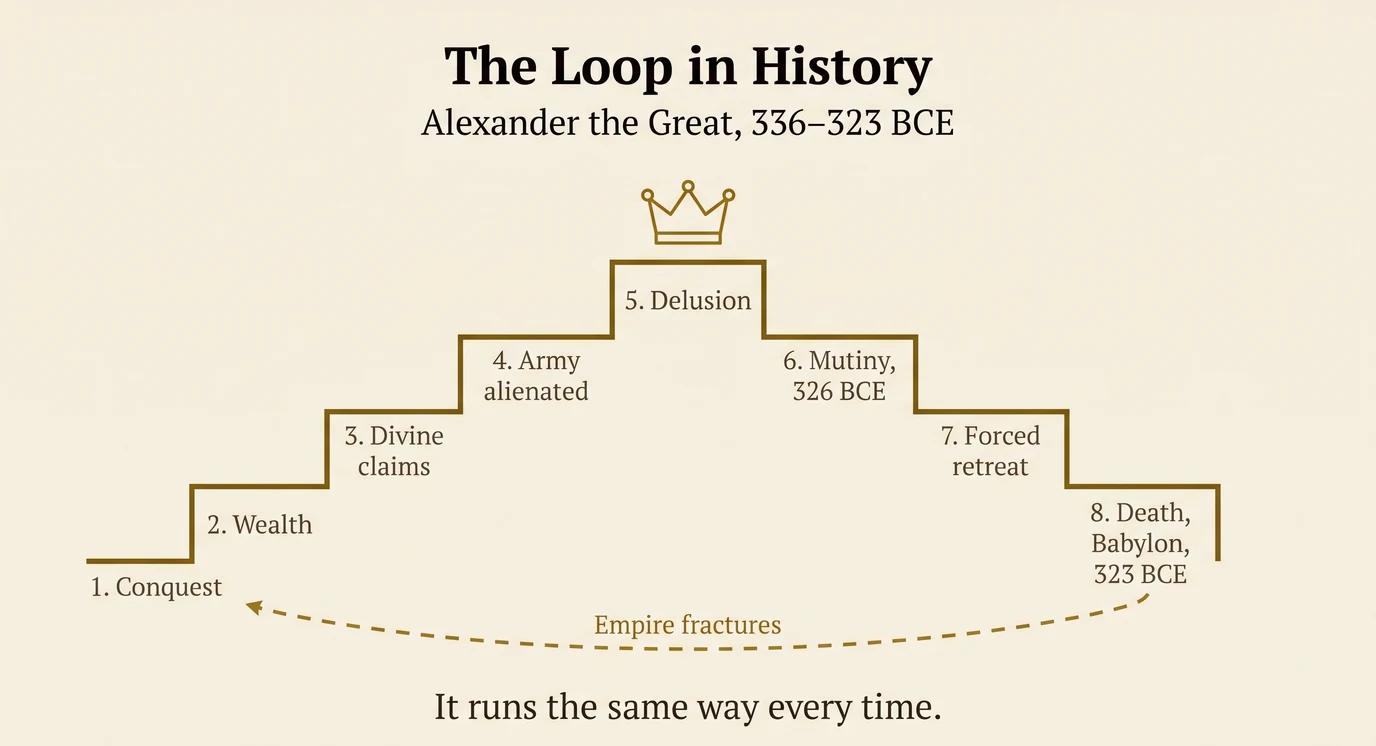 The Loop in History
Alexander the Great, 336–323 BCE
1. Conquest
2. Wealth
3. Divine
claims
4. Army
alienated
5. Delusion
6. Mutiny,
326 BCE
7. Forced
retreat
8. Death,
Babylon,
323 BCE
Empire fractures
It runs the same way every time.